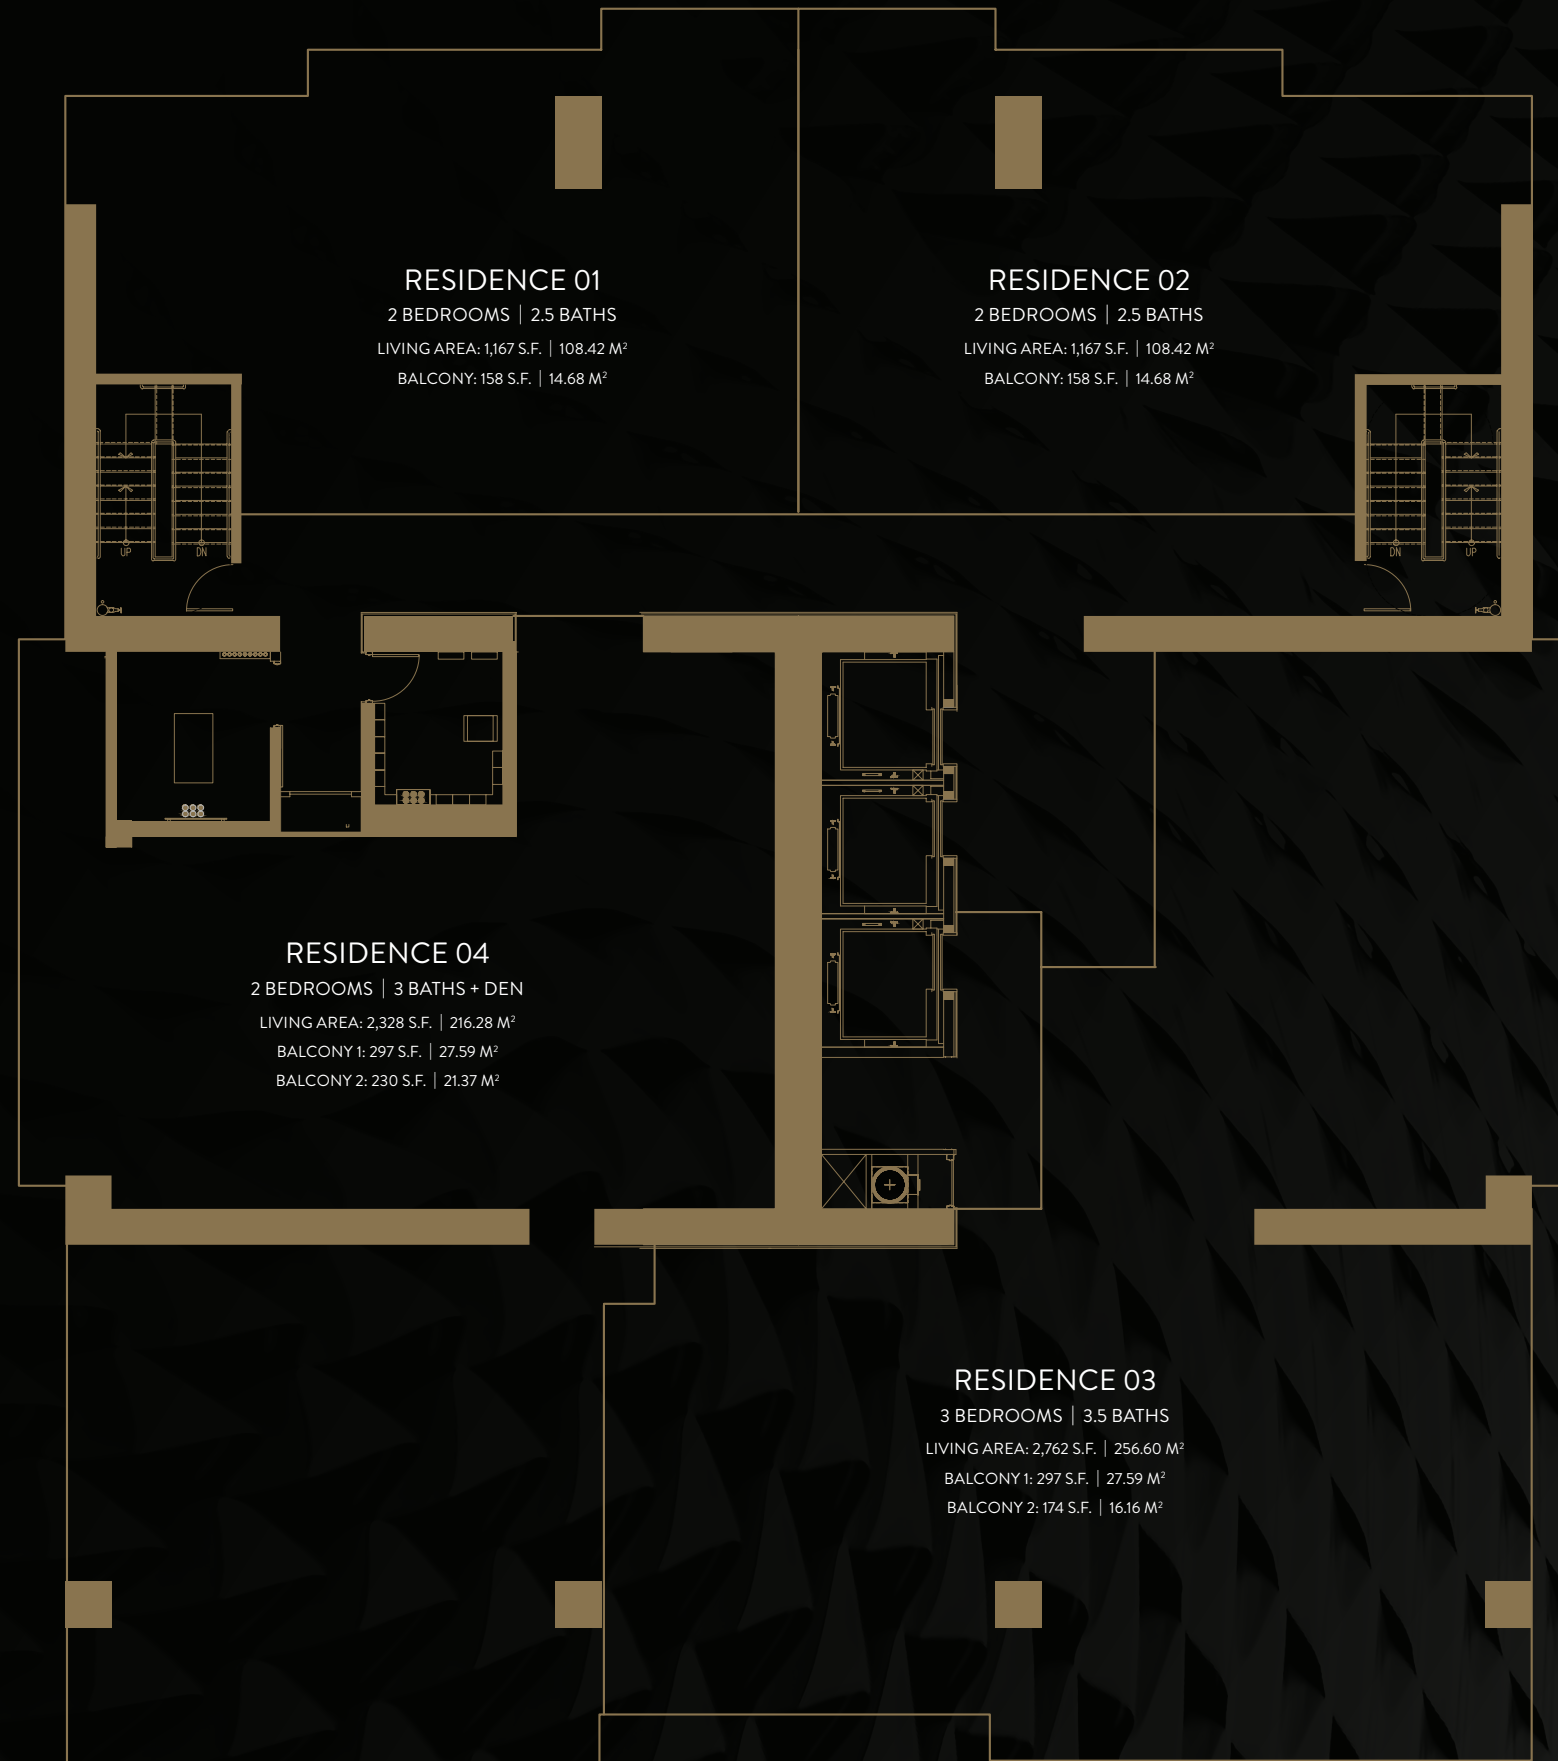 RESIDENCE 01
2 BEDROOMS | 2.5 BATHS
LIVING AREA: 1,167 S.F. | 108.42 M²
BALCONY: 158 S.F. | 14.68 M²
RESIDENCE 02
2 BEDROOMS | 2.5 BATHS
LIVING AREA: 1,167 S.F. | 108.42 M²
BALCONY: 158 S.F. | 14.68 M²
UP
DN
DN
UP
RESIDENCE 04
2 BEDROOMS | 3 BATHS + DEN
LIVING AREA: 2,328 S.F. | 216.28 M²
BALCONY 1: 297 S.F. | 27.59 M²
BALCONY 2: 230 S.F. | 21.37 M²
RESIDENCE 03
3 BEDROOMS | 3.5 BATHS
LIVING AREA: 2,762 S.F. | 256.60 M²
BALCONY 1: 297 S.F. | 27.59 M²
BALCONY 2: 174 S.F. | 16.16 M²